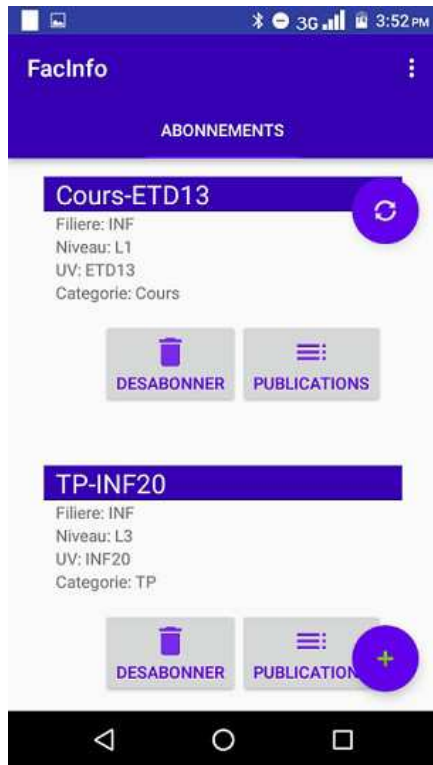 3G 3:52 PM
FacInfo
ABONNEMENTS
Cours-ETD13
Filiere: INF
Niveau: L1
UV: ETD13
Categorie: Cours
DESABONNER PUBLICATIONS
TP-INF20
Filiere: INF
Niveau: L3
UV: INF20
Categorie: TP
DESABONNER PUBLICATION